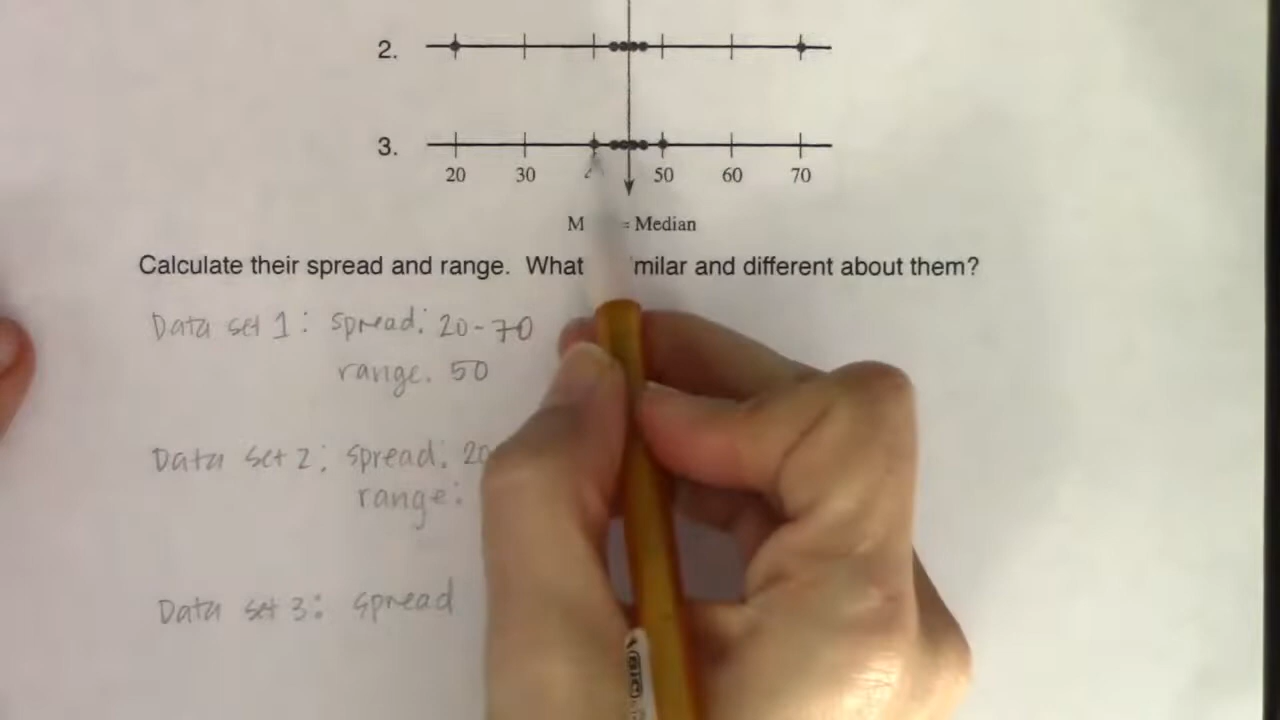 2.
3.
20 30 50 60 70
M = Median
Calculate their spread and range. What milar and different about them?
Data set 1: spread: 20-70
range. 50
Data set 2: spread: 20
range:
Data set 3: spread
BIC